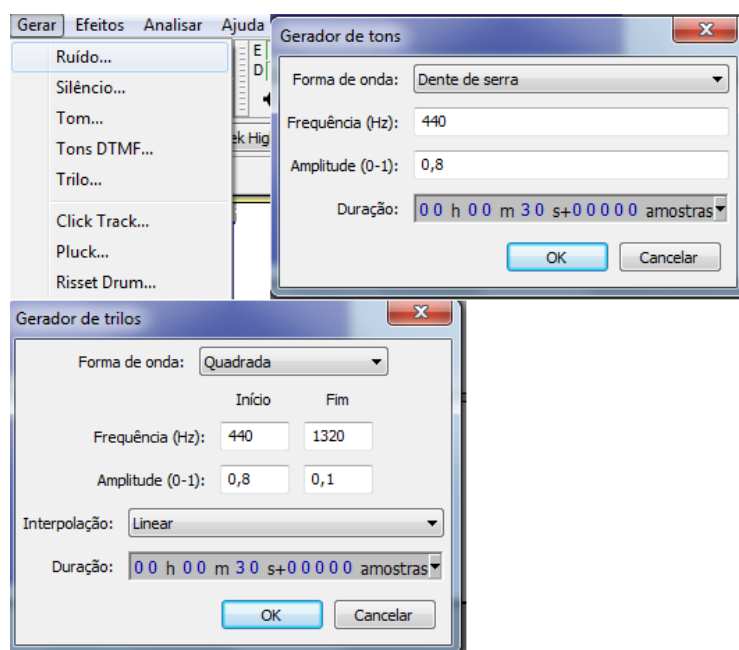 Gerar Efeitos Analisar Ajuda
Ruído...
Silêncio...
Tom...
Tons DTMF...
Trilo...
Click Track...
Pluck...
Risset Drum...
E
D
Gerador de tons
Forma de onda: Dente de serra
Frequência (Hz): 440
Amplitude (0-1): 0,8
Duração: 00 h 00 m 30 s+00000 amostras
OK Cancelar
Gerador de trilos
Forma de onda: Quadrada
Início Fim
Frequência (Hz): 440 1320
Amplitude (0-1): 0,8 0,1
Interpolação: Linear
Duração: 00 h 00 m 30 s+00000 amostras
OK Cancelar